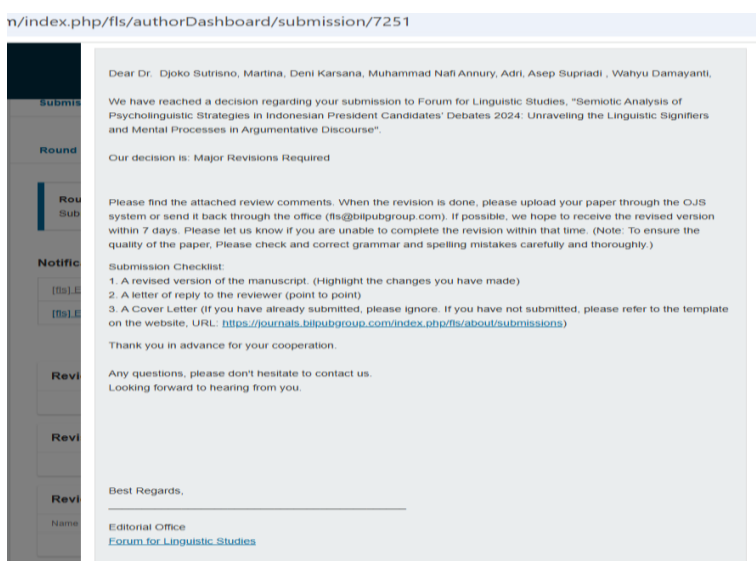 m/index.php/fls/authorDashboard/submission/7251
Dear Dr. Djoko Sutrisno, Martina, Deni Karsana, Muhammad Nafi Annury, Adri, Asep Supriadi , Wahyu Damayanti,
Submis
We have reached a decision regarding your submission to Forum for Linguistic Studies, "Semiotic Analysis of
Psycholinguistic Strategies in Indonesian President Candidates' Debates 2024: Unraveling the Linguistic Signifiers
and Mental Processes in Argumentative Discourse".
Round
Our decision is: Major Revisions Required
Rou
Sub
Please find the attached review comments. When the revision is done, please upload your paper through the OJS
system or send it back through the office (fls@bilpubgroup.com). If possible, we hope to receive the revised version
within 7 days. Please let us know if you are unable to complete the revision within that time. (Note: To ensure the
quality of the paper, Please check and correct grammar and spelling mistakes carefully and thoroughly.)
Notific
Submission Checklist:
1. A revised version of the manuscript. (Highlight the changes you have made)
2. A letter of reply to the reviewer (point to point)
3. A Cover Letter (If you have already submitted, please ignore. If you have not submitted, please refer to the template
on the website, URL: https://journals.bilpubgroup.com/index.php/fls/about/submissions)
[fls] E
[fls] E
Thank you in advance for your cooperation.
Revi
Any questions, please don't hesitate to contact us.
Looking forward to hearing from you.
Revi
Revi
Name
Best Regards,
Editorial Office
Forum for Linguistic Studies